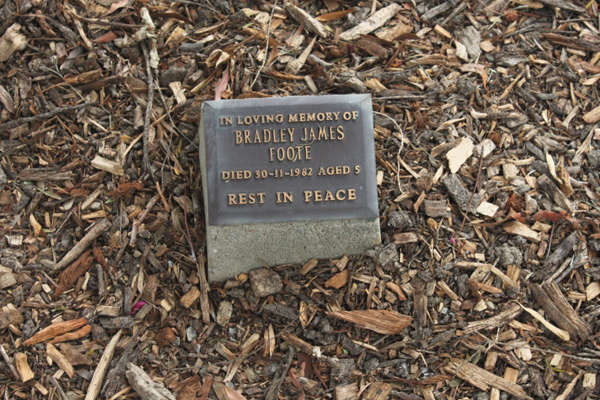 IN LOVING MEMORY OF
BRADLEY JAMES
FOOTE
DIED 30-11-1982 AGED 5
REST IN PEACE